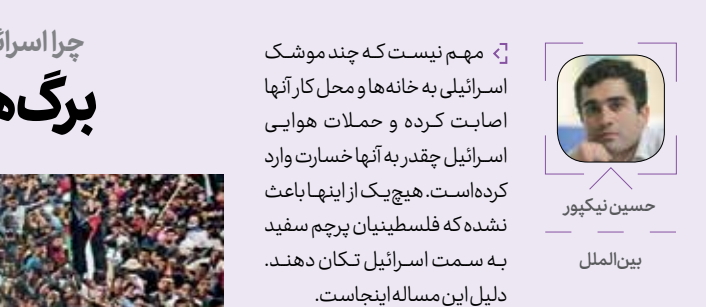 حسین نیکپور
بین‌الملل
مهم نیست که چند موشک
اسرائیلی به خانه‌ها و محل کار آنها
اصابت کرده و حملات هوایی
اسرائیل چقدر به آنها خسارت وارد
کرده‌است. هیچ‌یک از اینها باعث
نشده که فلسطینیان پرچم سفید
به سمت اسرائیل تکان دهند.
دلیل این مساله اینجاست.
چرا